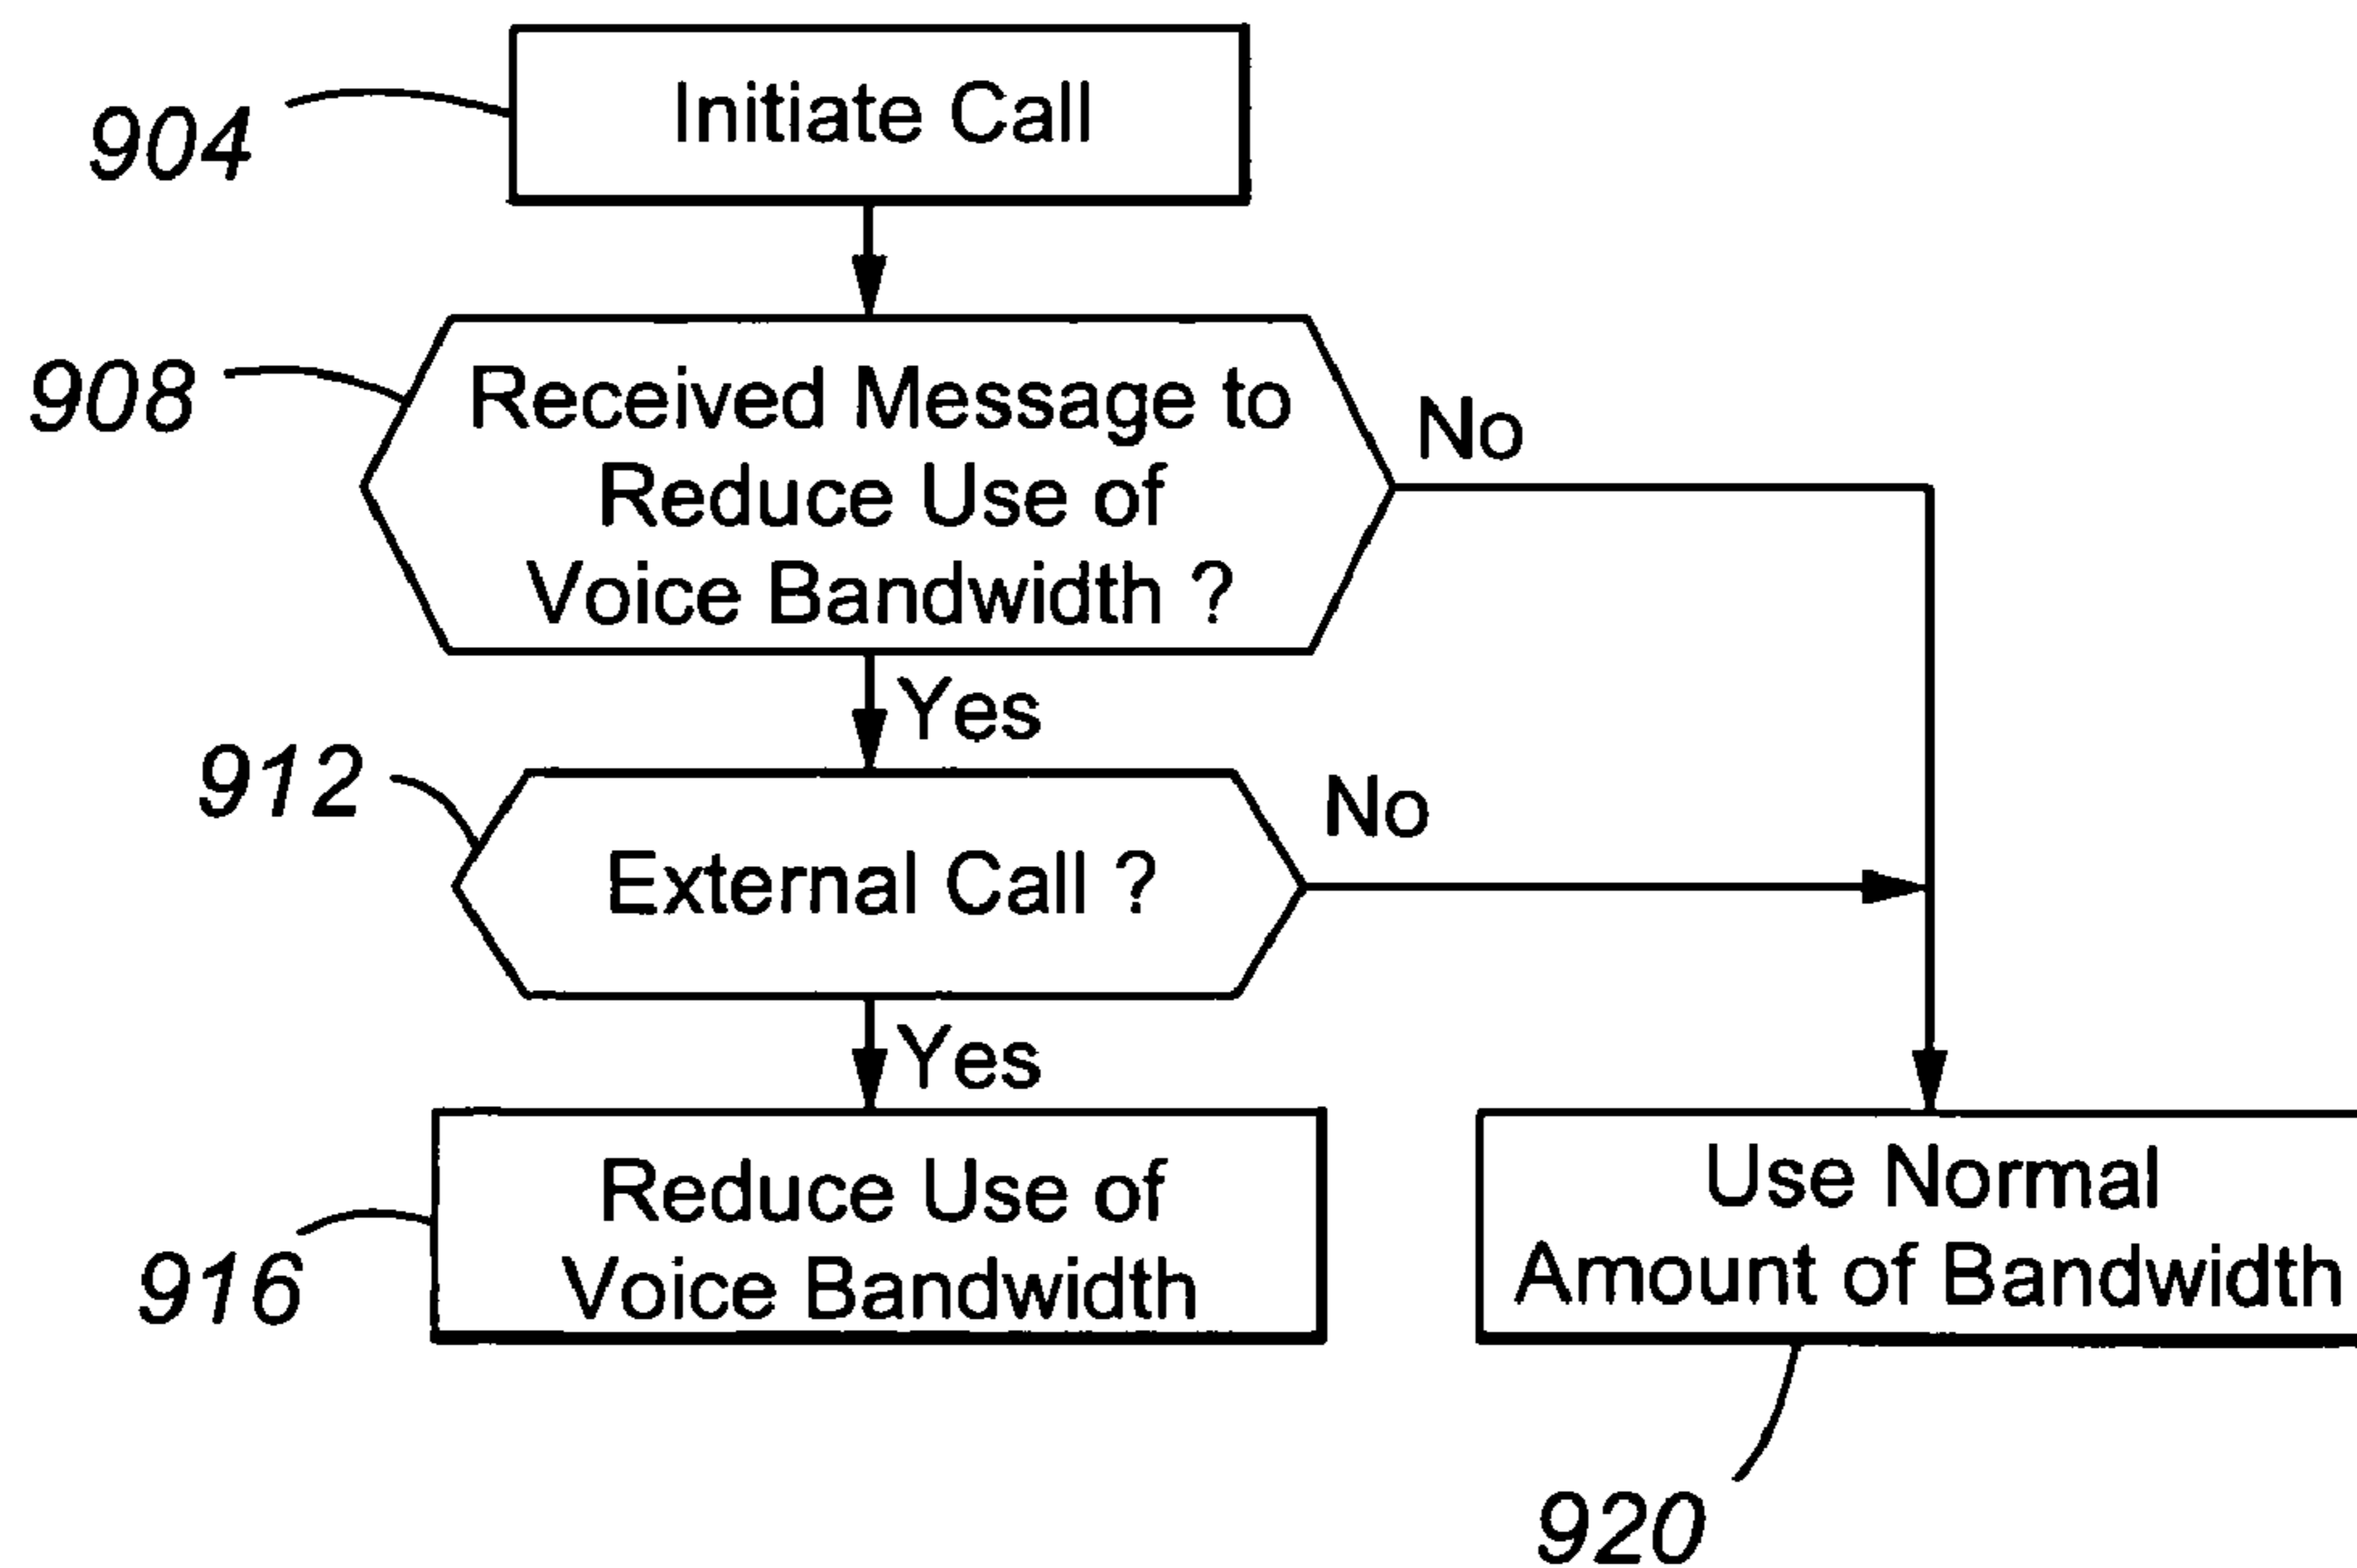 904
Initiate Call
908
Received Message to
Reduce Use of
Voice Bandwidth ?
No
Yes
912
External Call ?
No
Yes
916
Reduce Use of
Voice Bandwidth
Use Normal
Amount of Bandwidth
920